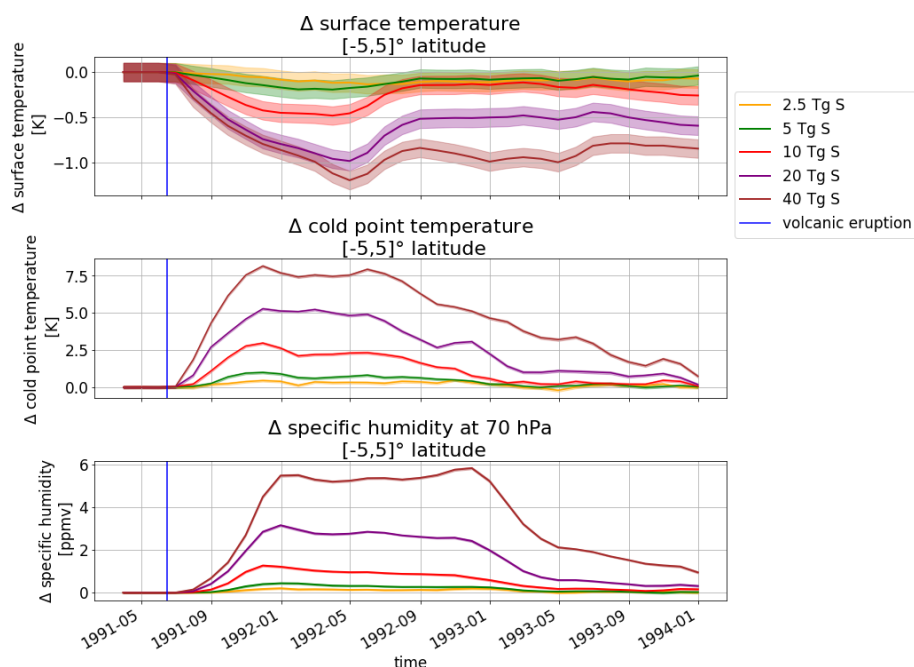 Δ surface temperature
[-5,5]° latitude
Δ surface temperature
[K]
0.0
−0.5
−1.0
2.5 Tg S
5 Tg S
10 Tg S
20 Tg S
40 Tg S
volcanic eruption
Δ cold point temperature
[-5,5]° latitude
Δ cold point temperature
[K]
7.5
5.0
2.5
0.0
Δ specific humidity at 70 hPa
[-5,5]° latitude
Δ specific humidity
[ppmv]
6
4
2
0
1991-05
1991-09
1992-01
1992-05
1992-09
1993-01
1993-05
1993-09
1994-01
time